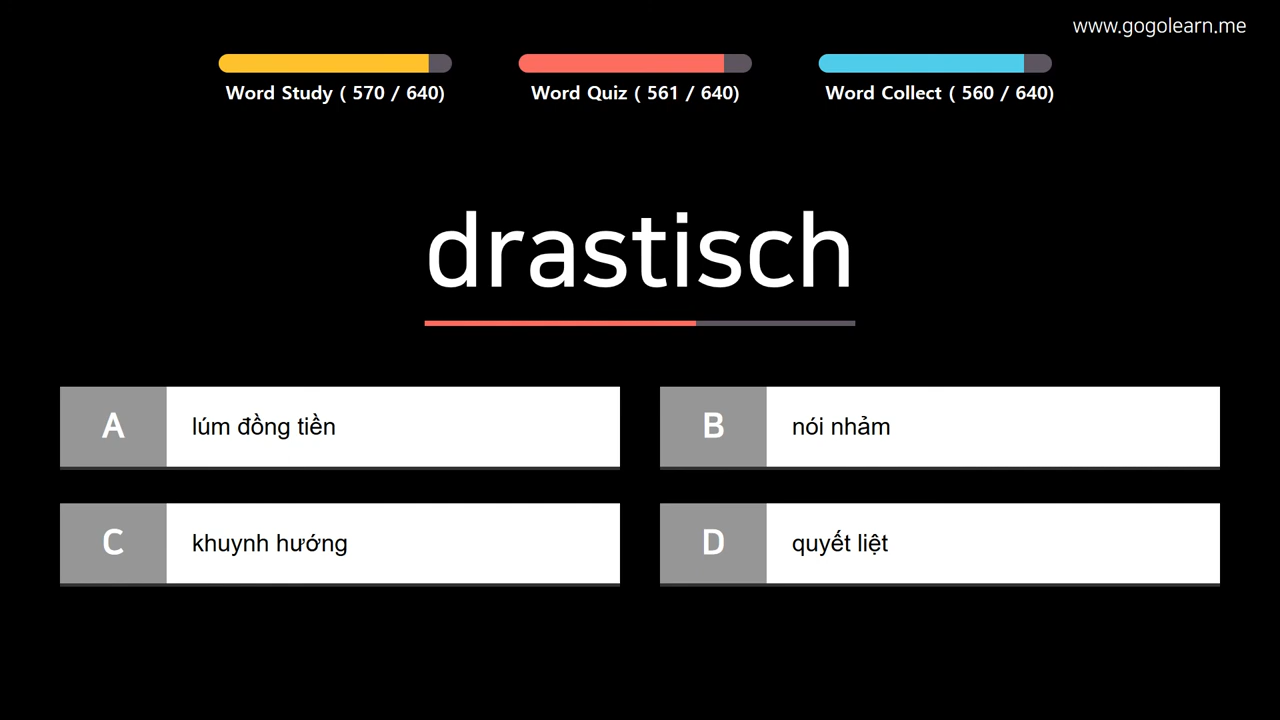 www.gogolearn.me
Word Study ( 570 / 640)
Word Quiz ( 561 / 640)
Word Collect ( 560 / 640)
drastisch
A
lúm đồng tiền
B
nói nhảm
C
khuynh hướng
D
quyết liệt